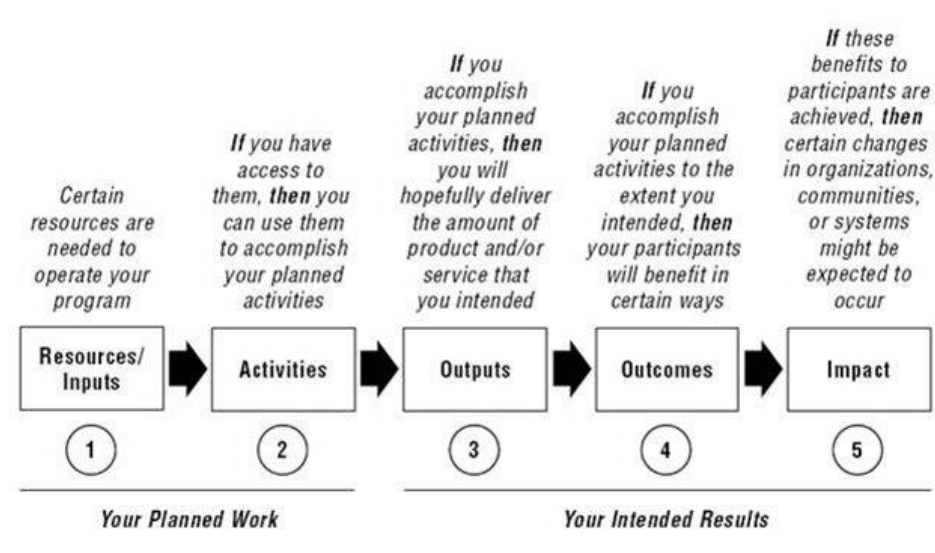 Certain
resources are
needed to
operate your
program
If you have
access to
them, then you
can use them
to accomplish
your planned
activities
If you
accomplish
your planned
activities, then
you will
hopefully deliver
the amount of
product and/or
service that
you intended
If you
accomplish
your planned
activities to the
extent you
intended, then
your participants
will benefit in
certain ways
If these
benefits to
participants are
achieved, then
certain changes
in organizations,
communities,
or systems
might be
expected to
occur
Resources/
Inputs
Activities
Outputs
Outcomes
Impact
1
2
3
4
5
Your Planned Work
Your Intended Results